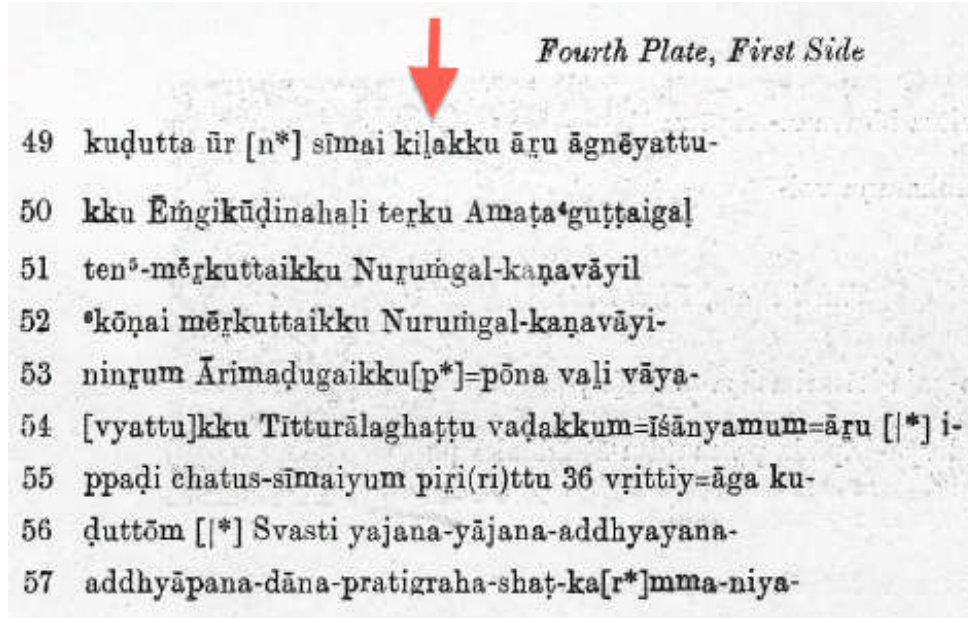 Fourth Plate, First Side
49 kuḍutta ūr [n*] sīmai kiḻakku āṟu āgnēyattu-
50 kku Ēṁgikūḍinahaḷi teṟku Amaṭa⁴guṭṭaigaḷ
51 ten⁵-mēṟkuttaikku Nuṟuṁgal-kaṇavāyil
52 ⁶kōṇai mēṟkuttaikku Nuruṁgal-kaṇavāyi-
53 ninṟum Ārimaḍugaikku[p*]=pōna vaḻi vāya-
54 [vyattu]kku Tītturālaghaṭṭu vaḍakkum=īśānyamum=āṟu [|*] i-
55 ppaḍi chatus-sīmaiyum piṟi(ri)ttu 36 vṛittiy=āga ku-
56 ḍuttōm [|*] Svasti yajana-yājana-addhyayana-
57 addhyāpana-dāna-pratigraha-shaṭ-ka[r*]mma-niya-